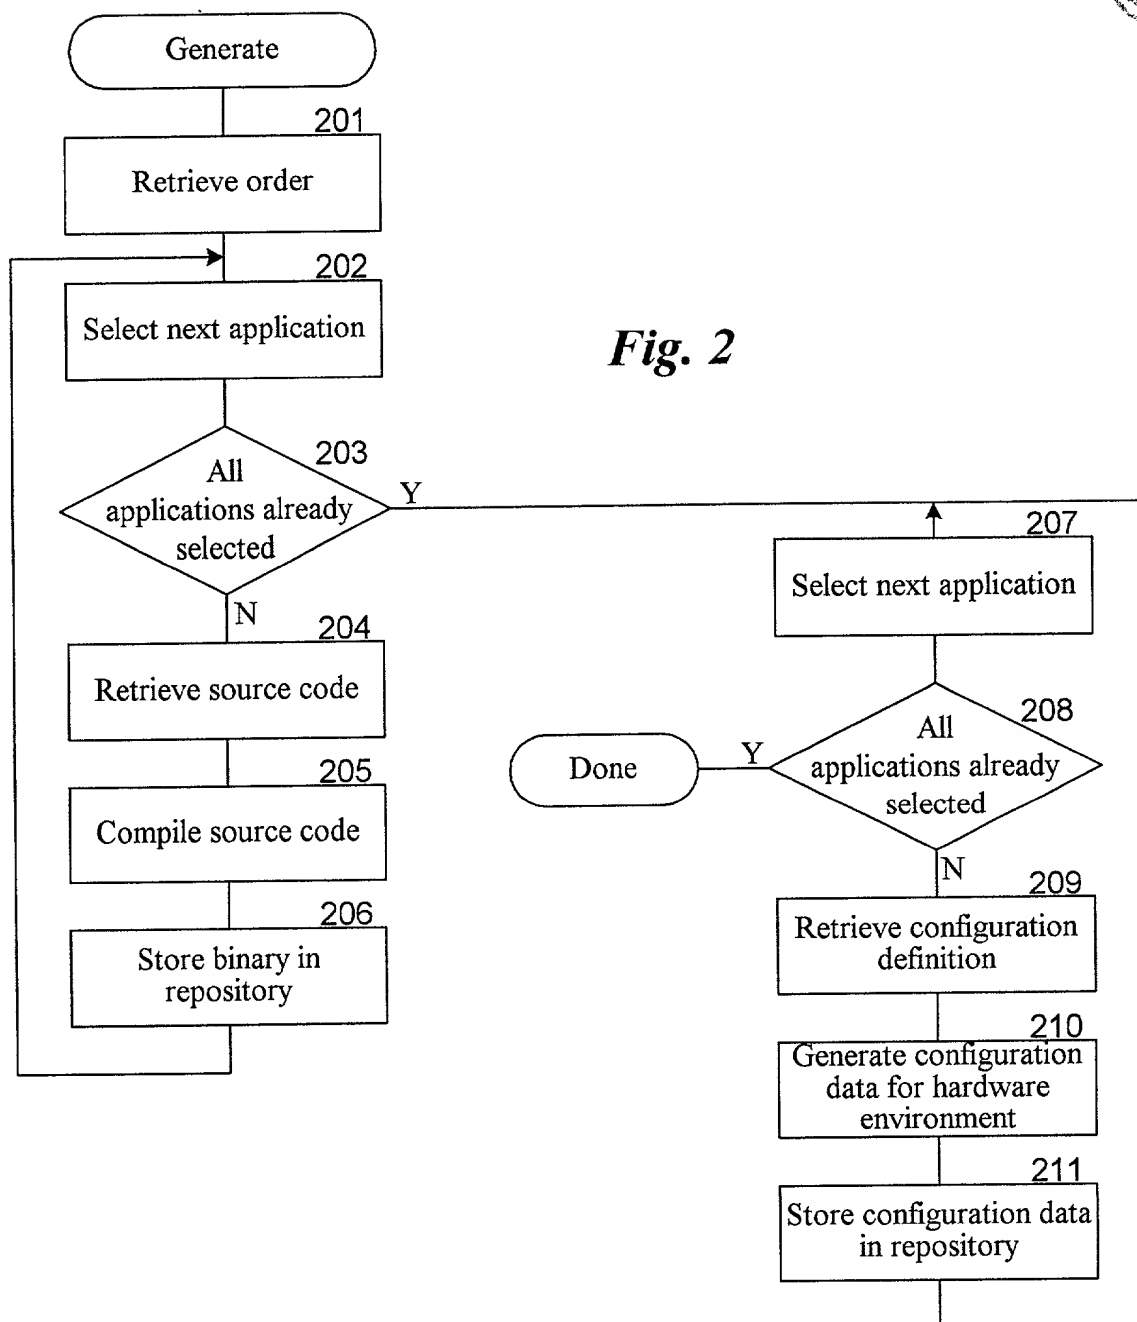 Generate
201
Retrieve order
202
Select next application
Fig. 2
203
All
applications already
selected
Y
N
204
Retrieve source code
205
Compile source code
206
Store binary in
repository
207
Select next application
208
All
applications already
selected
Y
Done
N
209
Retrieve configuration
definition
210
Generate configuration
data for hardware
environment
211
Store configuration data
in repository